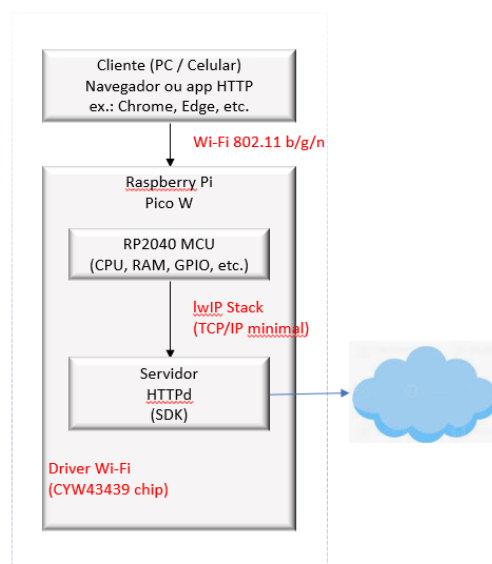 Cliente (PC / Celular)
Navegador ou app HTTP
ex.: Chrome, Edge, etc.
Wi-Fi 802.11 b/g/n
Raspberry Pi
Pico W
RP2040 MCU
(CPU, RAM, GPIO, etc.)
lwIP Stack
(TCP/IP minimal)
Servidor
HTTPd
(SDK)
Driver Wi-Fi
(CYW43439 chip)